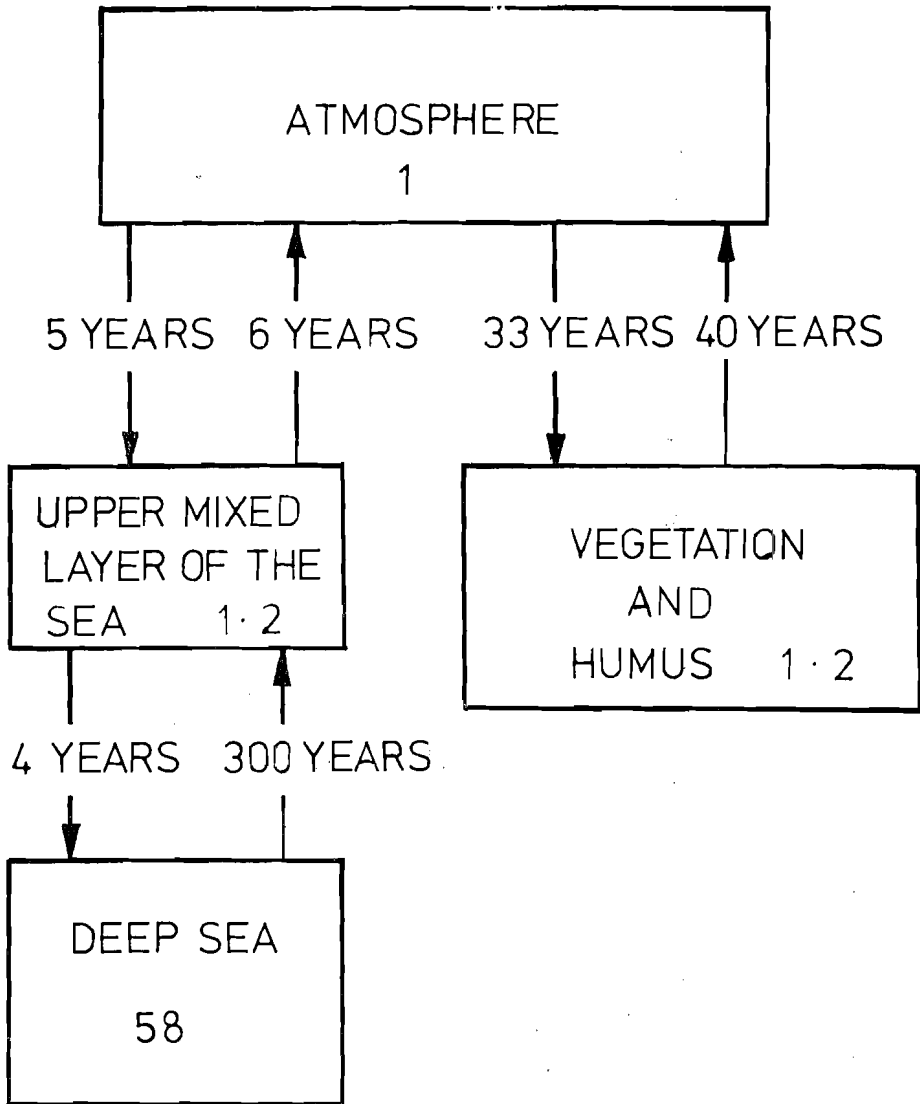 ATMOSPHERE
1
5 YEARS
6 YEARS
33 YEARS
40 YEARS
UPPER MIXED
LAYER OF THE
SEA 1·2
VEGETATION
AND
HUMUS 1·2
4 YEARS
300 YEARS
DEEP SEA
58